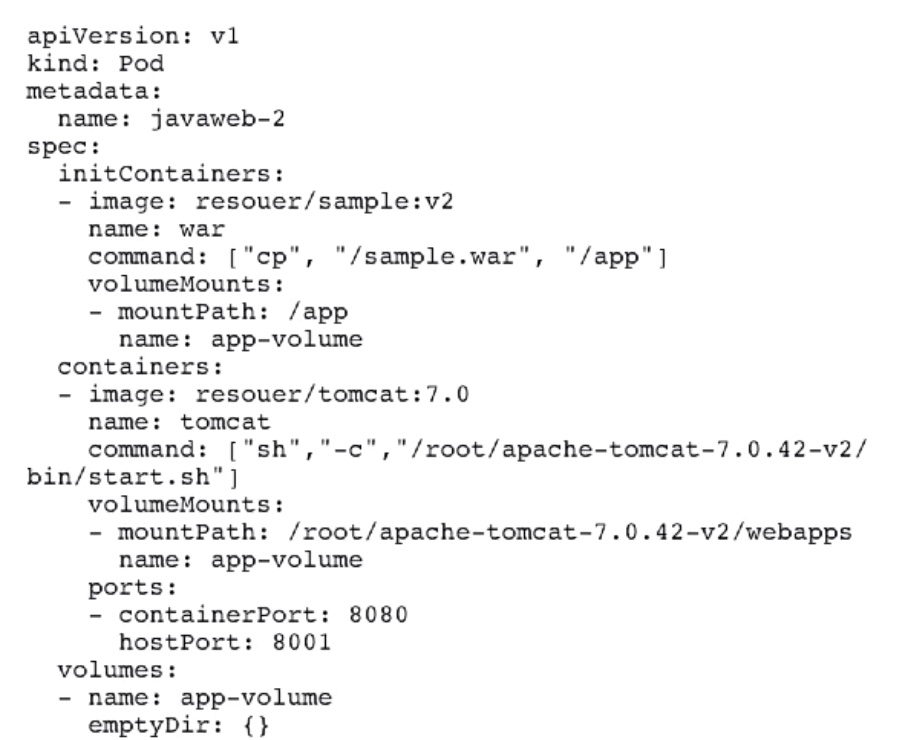 apiVersion: v1
kind: Pod
metadata:
  name: javaweb-2
spec:
  initContainers:
  - image: resouer/sample:v2
    name: war
    command: ["cp", "/sample.war", "/app"]
    volumeMounts:
    - mountPath: /app
      name: app-volume
  containers:
  - image: resouer/tomcat:7.0
    name: tomcat
    command: ["sh","-c","/root/apache-tomcat-7.0.42-v2/
bin/start.sh"]
    volumeMounts:
    - mountPath: /root/apache-tomcat-7.0.42-v2/webapps
      name: app-volume
    ports:
    - containerPort: 8080
      hostPort: 8001
  volumes:
  - name: app-volume
    emptyDir: {}